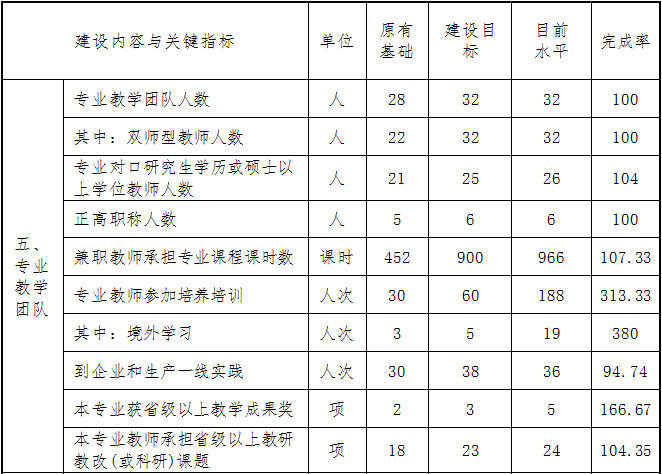 建设内容与关键指标 单位 原有基础 建设目标 目前水平 完成率
五、专业教学团队
专业教学团队人数 人 28 32 32 100
其中：双师型教师人数 人 22 32 32 100
专业对口研究生学历或硕士以
上学位教师人数 人 21 25 26 104
正高职称人数 人 5 6 6 100
兼职教师承担专业课程课时数 课时 452 900 966 107.33
专业教师参加培养培训 人次 30 60 188 313.33
其中：境外学习 人次 3 5 19 380
到企业和生产一线实践 人次 30 38 36 94.74
本专业获省级以上教学成果奖 项 2 3 5 166.67
本专业教师承担省级以上教研
教改(或科研)课题 项 18 23 24 104.35